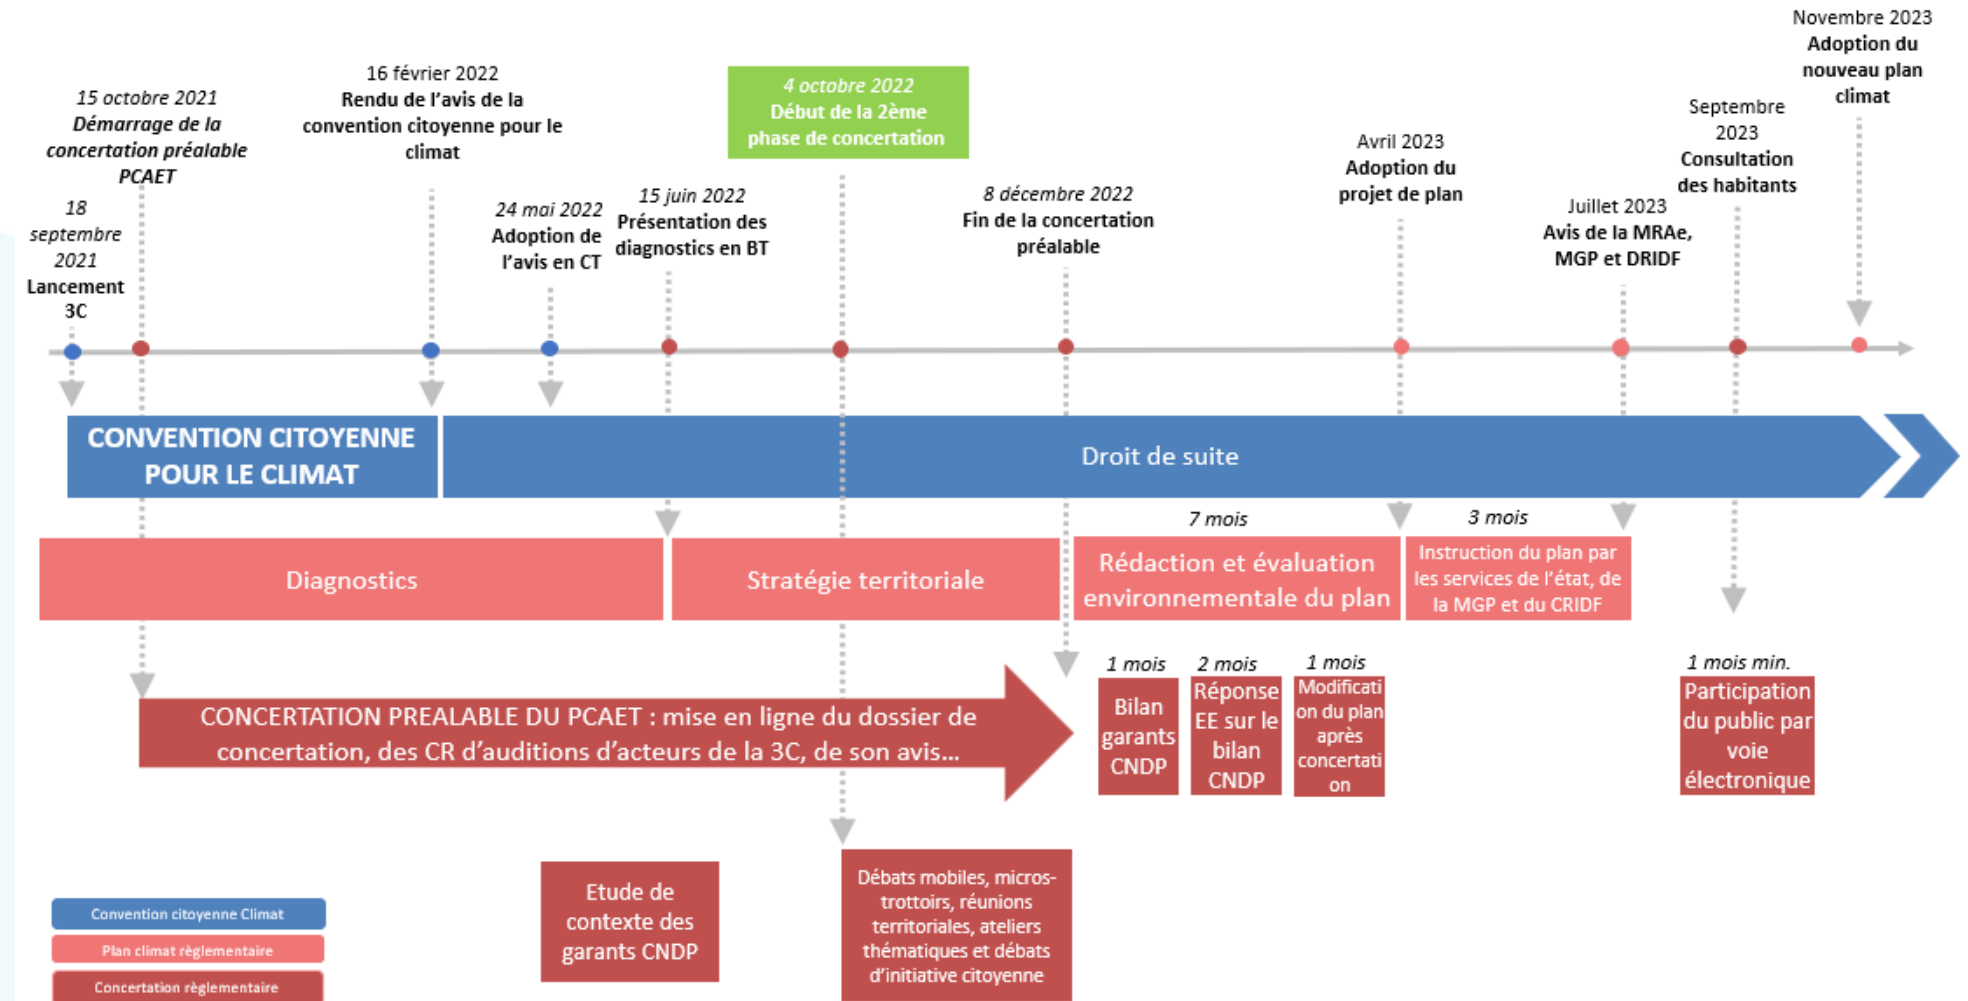 15 octobre 2021
Démarrage de la
concertation préalable
PCAET
18
septembre
2021
Lancement
3C
16 février 2022
Rendu de l'avis de la
convention citoyenne pour le
climat
24 mai 2022
Adoption de
l'avis en CT
15 juin 2022
Présentation des
diagnostics en BT
4 octobre 2022
Début de la 2ème
phase de concertation
8 décembre 2022
Fin de la concertation
préalable
Avril 2023
Adoption du
projet de plan
Juillet 2023
Avis de la MRAe,
MGP et DRIDF
Septembre
2023
Consultation
des habitants
Novembre 2023
Adoption du
nouveau plan
climat
CONVENTION CITOYENNE
POUR LE CLIMAT
Droit de suite
7 mois
3 mois
Diagnostics
Stratégie territoriale
Rédaction et évaluation
environnementale du plan
Instruction du plan par
les services de l'état, de
la MGP et du CRIDF
CONCERTATION PREALABLE DU PCAET : mise en ligne du dossier de
concertation, des CR d'auditions d'acteurs de la 3C, de son avis...
1 mois
Bilan
garants
CNDP
2 mois
Réponse
EE sur le
bilan
CNDP
1 mois
Modificati
on du plan
après
concertati
on
1 mois min.
Participation
du public par
voie
électronique
Etude de
contexte des
garants CNDP
Débats mobiles, micros-
trottoirs, réunions
territoriales, ateliers
thématiques et débats
d'initiative citoyenne
Convention citoyenne Climat
Plan climat règlementaire
Concertation règlementaire